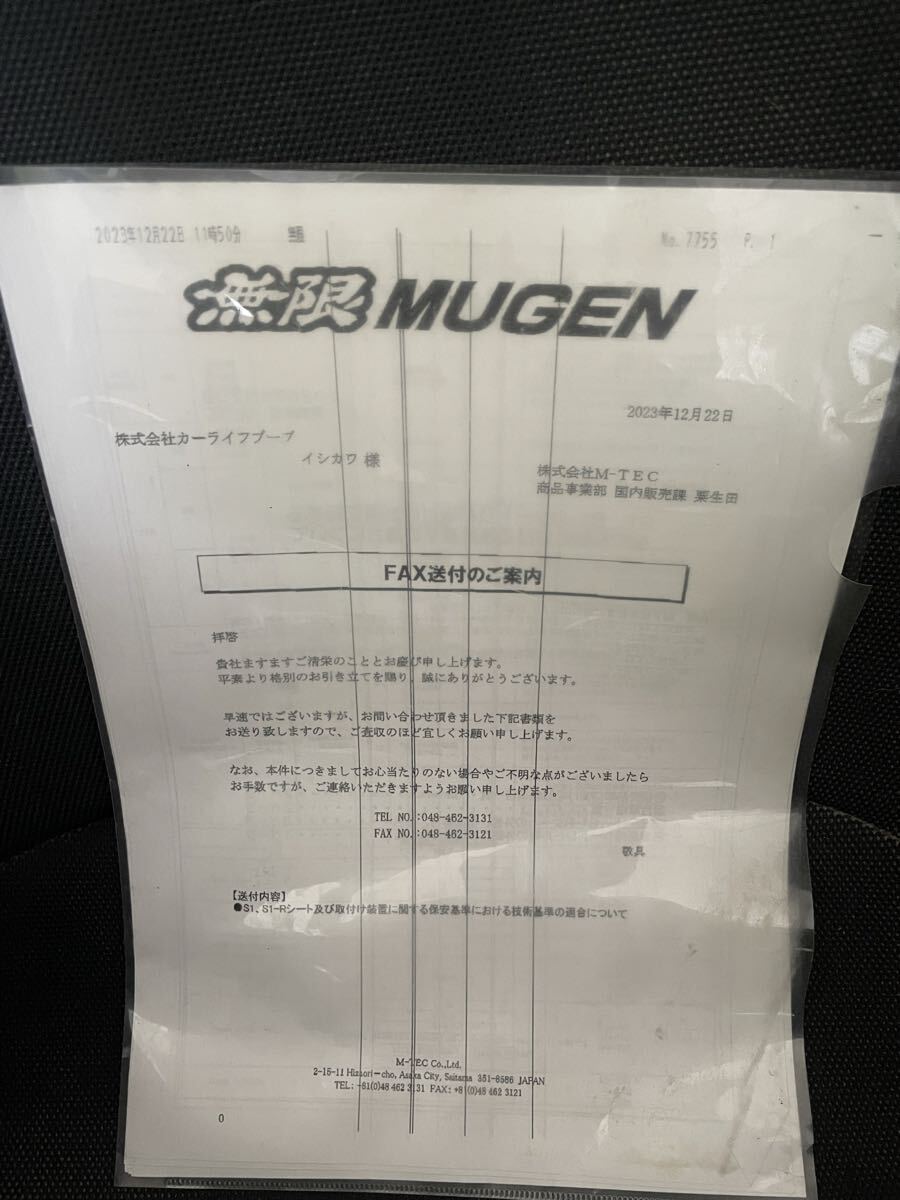 2023年12月22日 11時50分 無限 No. 7755 P. 1
無限 MUGEN
2023年12月22日
株式会社カーライフブーブ
イシカワ 様
株式会社M-TEC
商品事業部 国内販売課 粟生田
FAX送付のご案内
拝啓
貴社ますますご清栄のこととお慶び申し上げます。
平素より格別のお引き立てを賜り、誠にありがとうございます。
早速ではございますが、お問い合わせ頂きました下記書類を
お送り致しますので、ご査収のほど宜しくお願い申し上げます。
なお、本件につきましてお心当たりのない場合やご不明な点がございましたら
お手数ですが、ご連絡いただきますようお願い申し上げます。
TEL NO.:048-462-3131
FAX NO.:048-462-3121
敬具
【送付内容】
●S1、S1-Rシート及び取付け装置に関する保安基準における技術基準の適合について
M-TEC Co.,Ltd.
2-15-11 Hizaori-cho, Asaka City, Saitama 351-8586 JAPAN
TEL: +81(0)48 462 3131 FAX: +81(0)48 462 3121
0